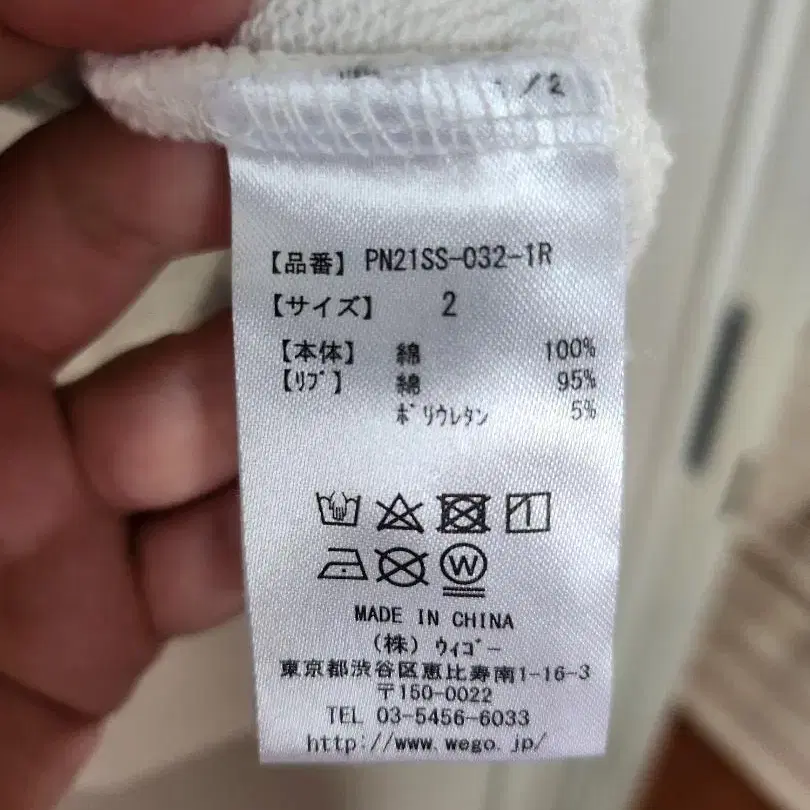 /2
【品番】 PN21SS-032-1R
【サイズ】 2
【本体】 綿 100%
【ﾘﾌﾞ】 綿 95%
ﾎﾟﾘｳﾚﾀﾝ 5%
W
MADE IN CHINA
(株) ｳｨｺﾞｰ
東京都渋谷区恵比寿南1-16-3
〒150-0022
TEL 03-5456-6033
http://www.wego.jp/